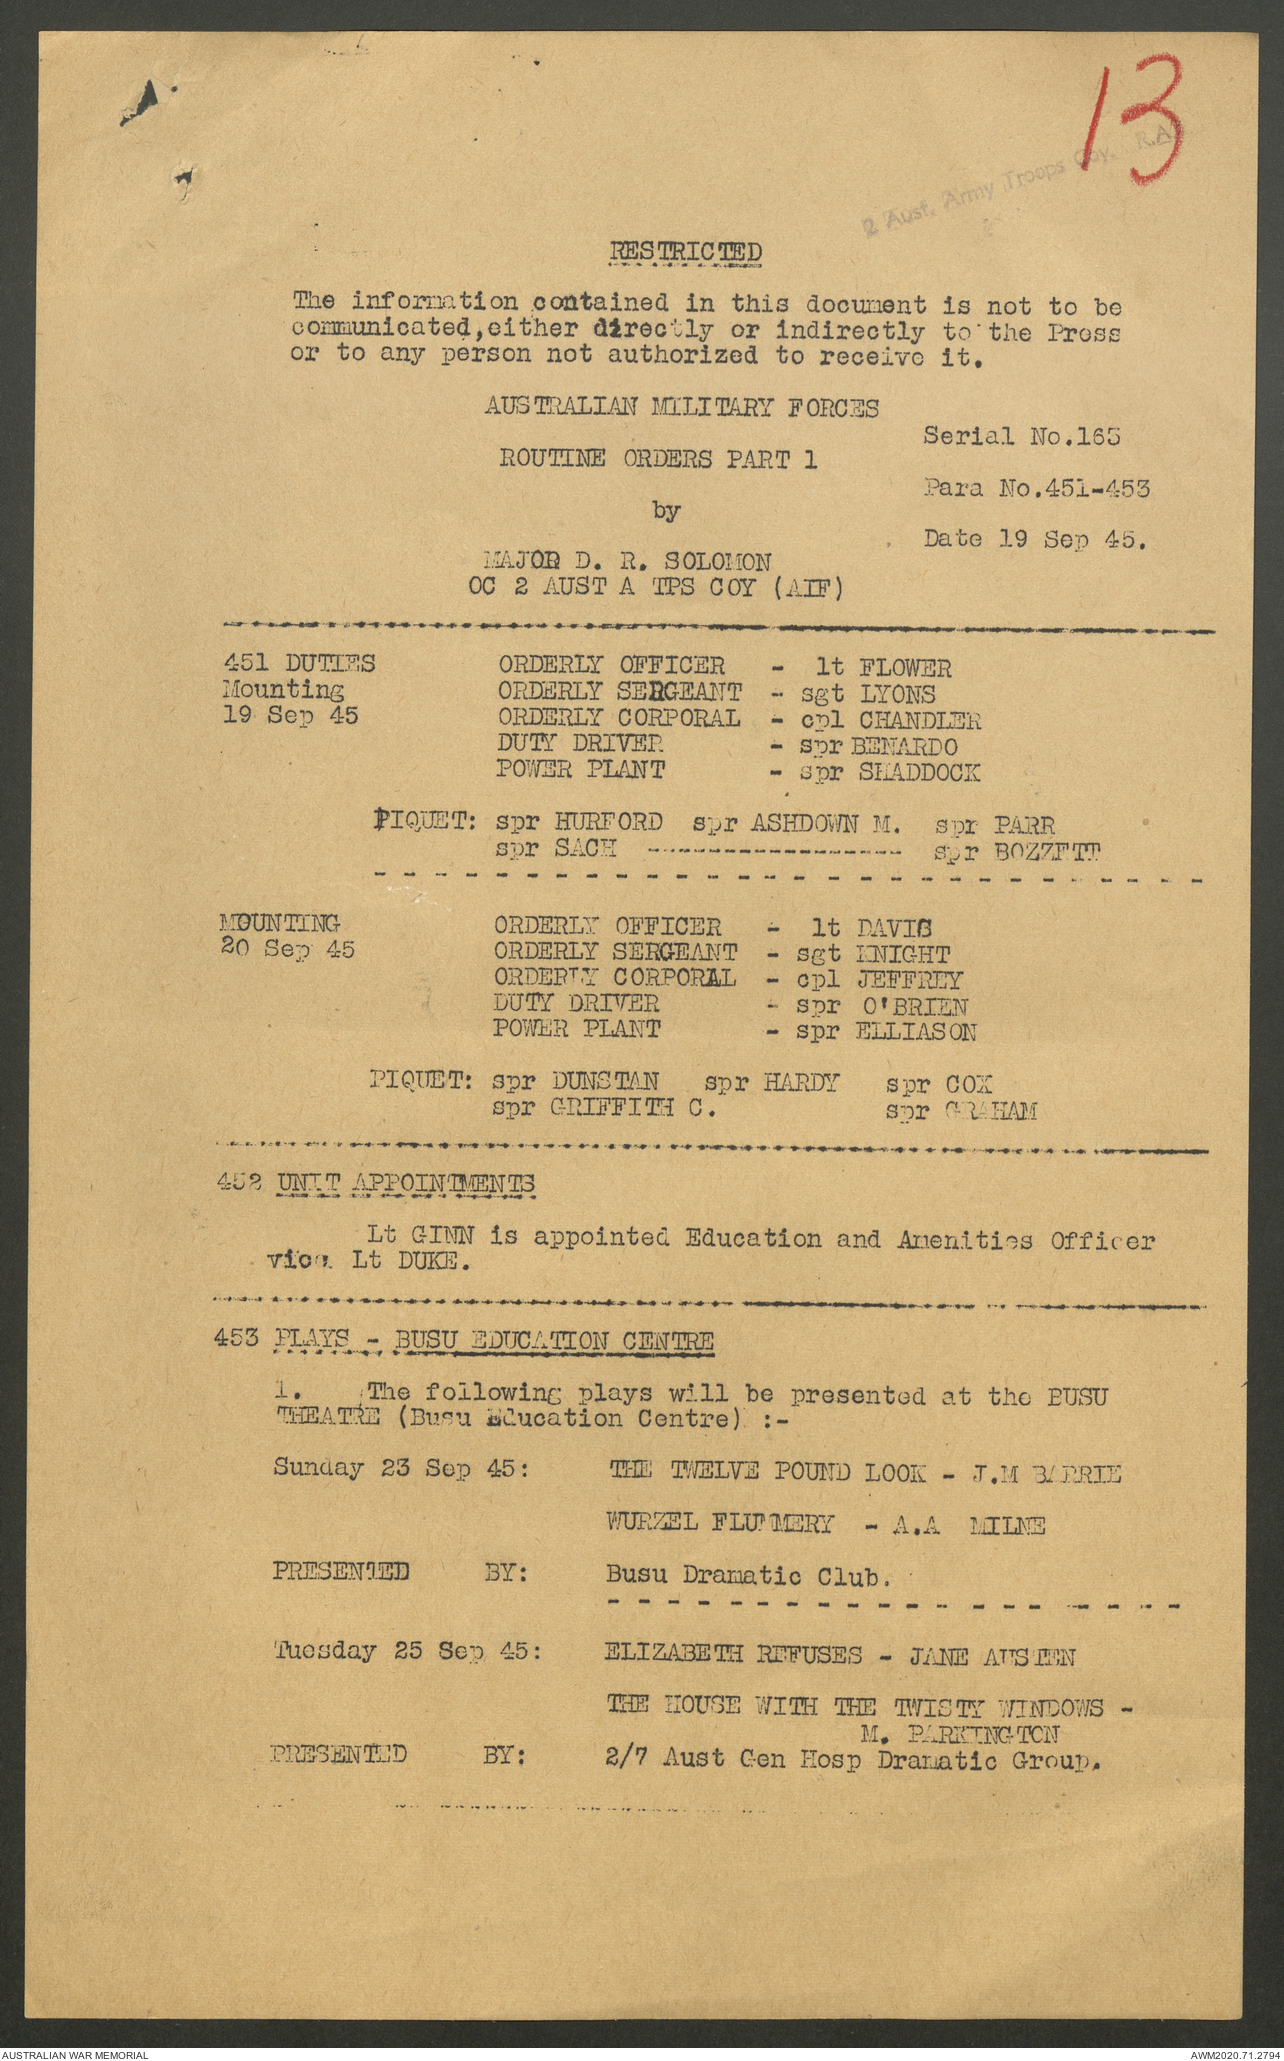 13
2 Aust. Army Troops Coy. R.A.
RESTRICTED
The information contained in this document is not to be
communicated,either directly or indirectly to the Press
or to any person not authorized to receive it.
AUSTRALIAN MILITARY FORCES
Serial No.165
ROUTINE ORDERS PART 1
Para No.451-453
by
Date 19 Sep 45.
MAJOR D. R. SOLOMON
OC 2 AUST A TPS COY (AIF)
451 DUTIES ORDERLY OFFICER - lt FLOWER
Mounting ORDERLY SERGEANT - sgt LYONS
19 Sep 45 ORDERLY CORPORAL - cpl CHANDLER
DUTY DRIVER - spr BENARDO
POWER PLANT - spr SHADDOCK
PIQUET: spr HURFORD spr ASHDOWN M. spr PARR
spr SACH ------------------ spr BOZZETT
MOUNTING ORDERLY OFFICER - lt DAVIS
20 Sep 45 ORDERLY SERGEANT - sgt KNIGHT
ORDERLY CORPORAL - cpl JEFFREY
DUTY DRIVER - spr O'BRIEN
POWER PLANT - spr ELLIASON
PIQUET: spr DUNSTAN spr HARDY spr COX
spr GRIFFITH C. spr GRAHAM
452 UNIT APPOINTMENTS
Lt GINN is appointed Education and Amenities Officer
vice Lt DUKE.
453 PLAYS - BUSU EDUCATION CENTRE
1. The following plays will be presented at the BUSU
THEATRE (Busu Education Centre) :-
Sunday 23 Sep 45: THE TWELVE POUND LOOK - J.M BARRIE
WURZEL FLUMMERY - A.A MILNE
PRESENTED BY: Busu Dramatic Club.
Tuesday 25 Sep 45: ELIZABETH REFUSES - JANE AUSTEN
THE HOUSE WITH THE TWISTY WINDOWS -
M. PARKINGTON
PRESENTED BY: 2/7 Aust Gen Hosp Dramatic Group.
AUSTRALIAN WAR MEMORIAL
AWM2020.71.2794